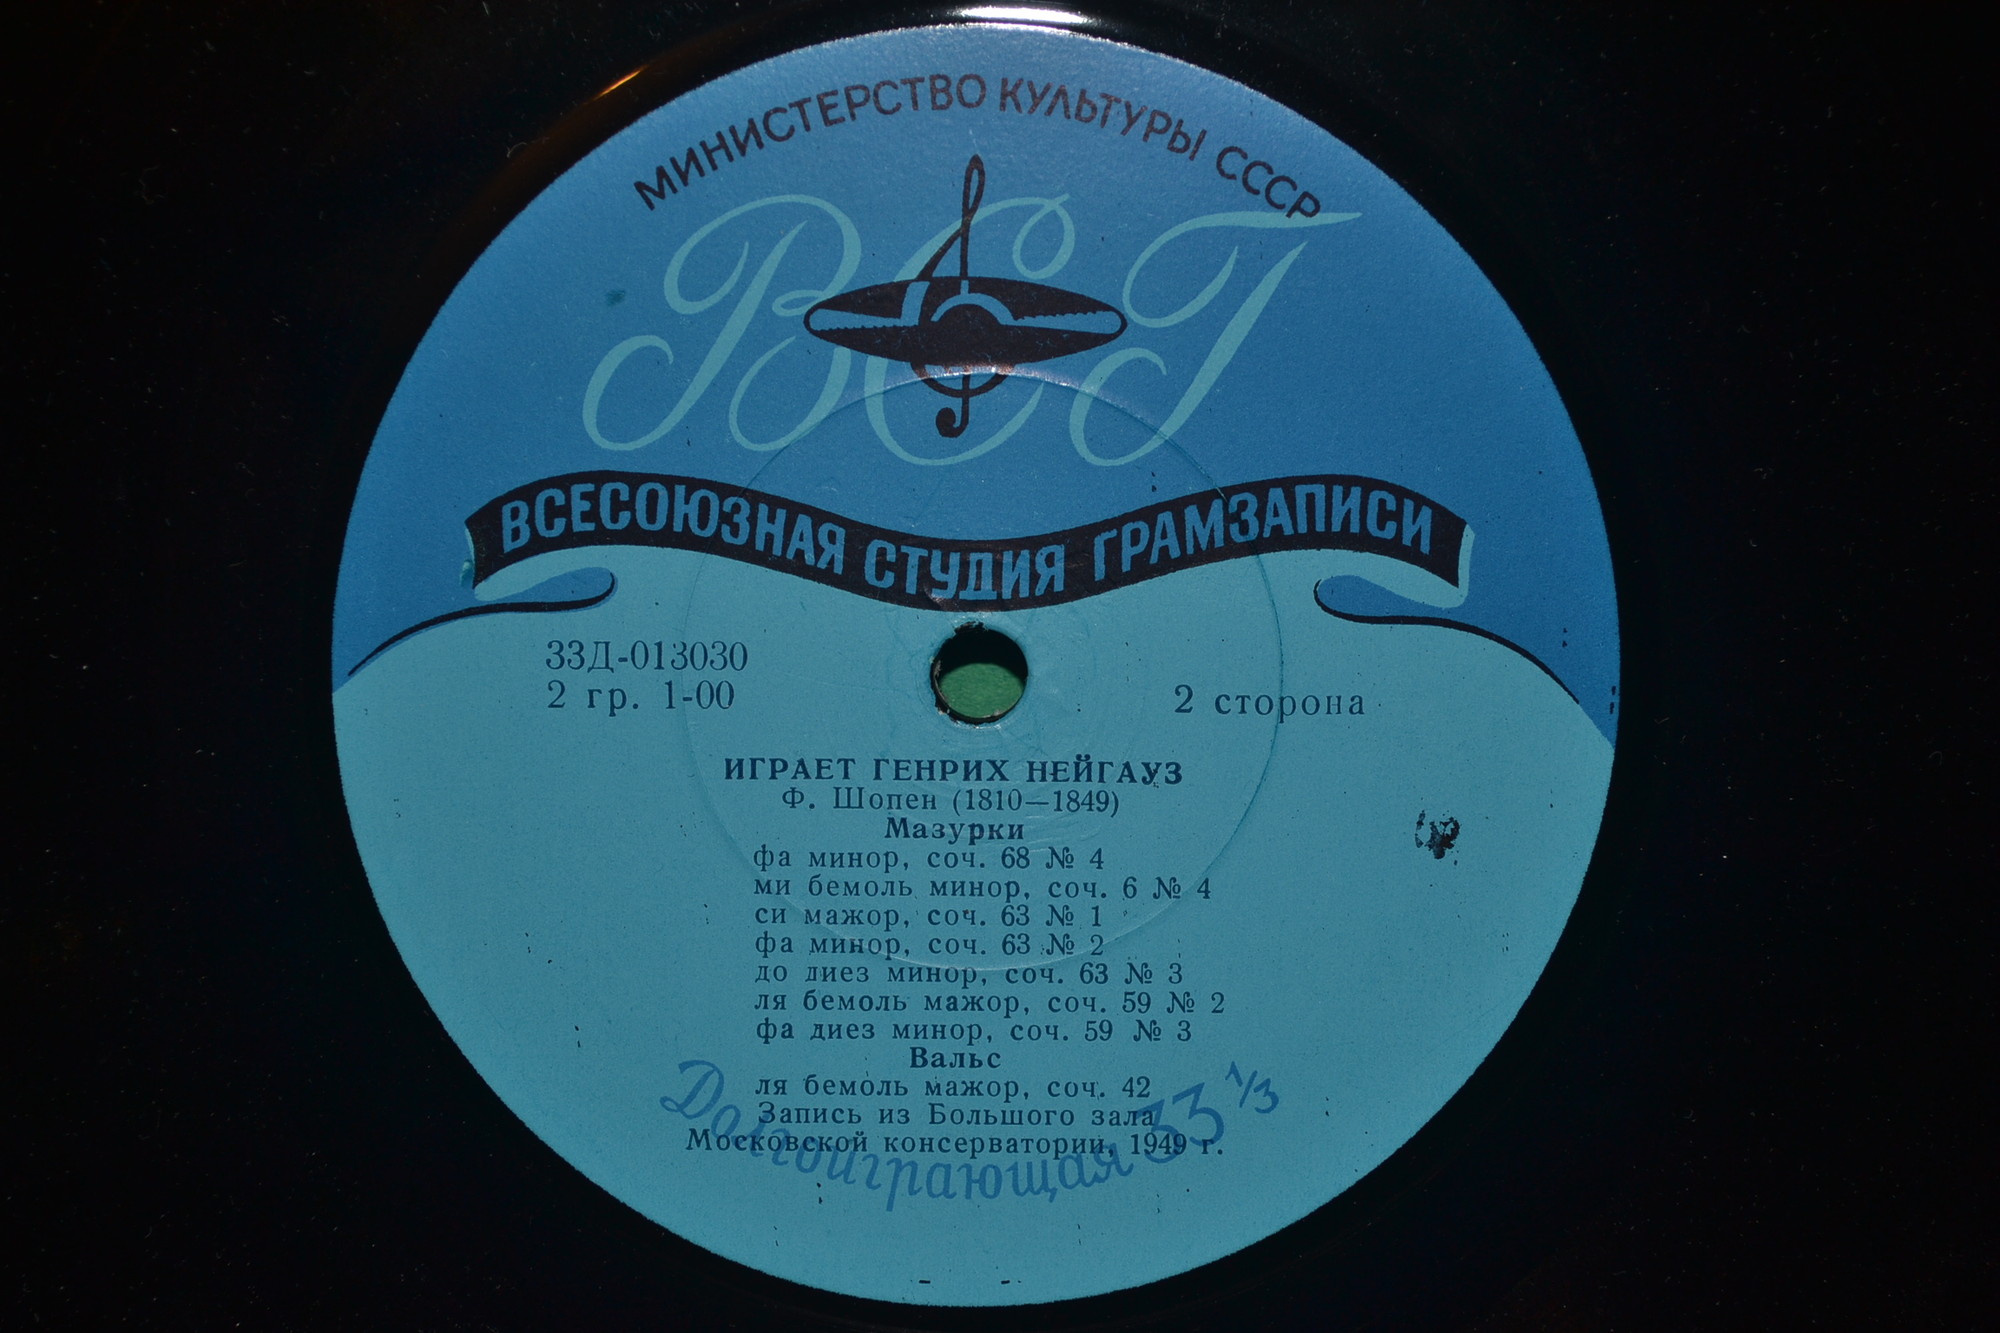 МИНИСТЕРСТВО КУЛЬТУРЫ СССР
ВСГ
ВСЕСОЮЗНАЯ СТУДИЯ ГРАМЗАПИСИ
33Д-013030
2 гр. 1-00
2 сторона
ИГРАЕТ ГЕНРИХ НЕЙГАУЗ
Ф. Шопен (1810—1849)
Мазурки
фа минор, соч. 68 № 4
ми бемоль минор, соч. 6 № 4
си мажор, соч. 63 № 1
фа минор, соч. 63 № 2
до диез минор, соч. 63 № 3
ля бемоль мажор, соч. 59 № 2
фа диез минор, соч. 59 № 3
Вальс
ля бемоль мажор, соч. 42
Запись из Большого зала
Московской консерватории, 1949 г.
Долгоиграющая 33 1/3